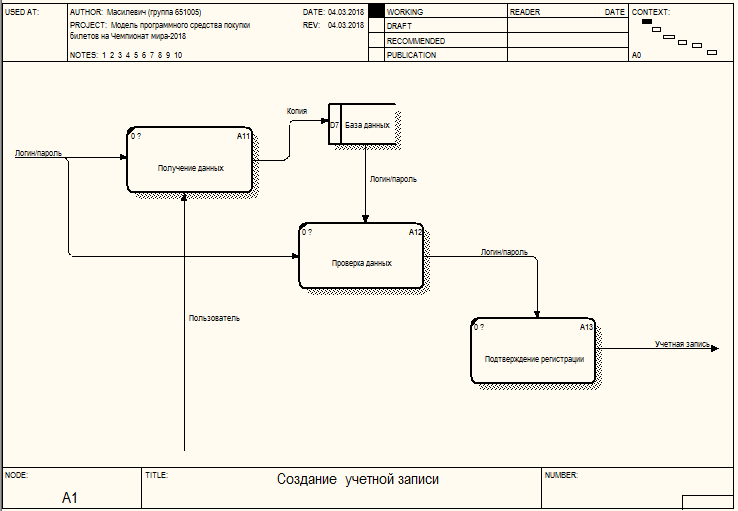 USED AT:
AUTHOR: Масилевич (группа 651005)
DATE: 04.03.2018
PROJECT: Модель программного средства покупки
билетов на Чемпионат мира-2018
REV: 04.03.2018
NOTES: 1 2 3 4 5 6 7 8 9 10
WORKING
DRAFT
RECOMMENDED
PUBLICATION
READER DATE
CONTEXT:
A0
Логин/пароль
0 ? A11
Получение данных
Копия
D7 База данных
Логин/пароль
0 ? A12
Проверка данных
Логин/пароль
Пользователь
0 ? A13
Подтверждение регистрации
Учетная запись
NODE:
A1
TITLE:
Создание учетной записи
NUMBER: